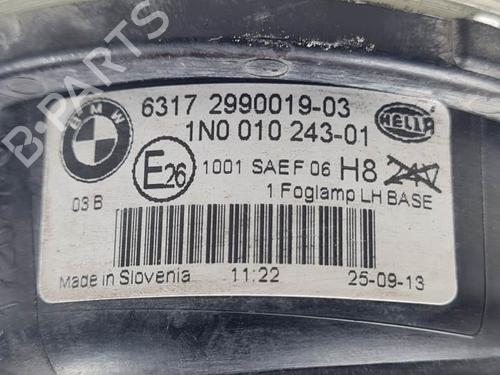 BMW
6317 2990019-03
HELLA
1N0 010 243-01
E26
1001 SAE F 06 H8 24V
1 Foglamp LH BASE
03 B
Made in Slovenia 11:22 25-09-13
B-PARTS